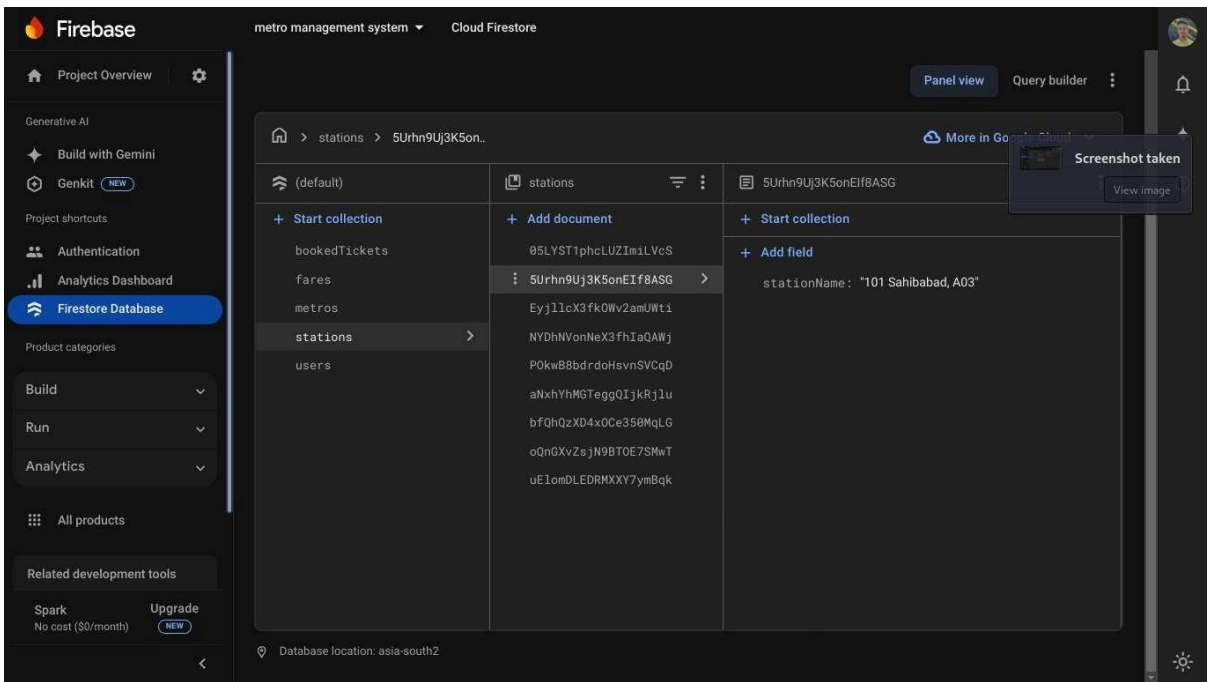 Firebase
metro management system
Cloud Firestore
Project Overview
Generative AI
Build with Gemini
Genkit NEW
Project shortcuts
Authentication
Analytics Dashboard
Firestore Database
Product categories
Build
Run
Analytics
All products
Related development tools
Spark
No cost ($0/month)
Upgrade
NEW
Panel view
Query builder
stations > 5Urhn9Uj3K5on..
More in Google Cloud
Screenshot taken
View image
(default)
+ Start collection
bookedTickets
fares
metros
stations
users
stations
+ Add document
05LYST1phcLUZImiLVcS
5Urhn9Uj3K5onEIf8ASG
EyjllcX3fkOWv2amUWti
NYDhNVonNeX3fhIaQAWj
POkwB8bdrdoHsvnSVCqD
aNxhYhMGTeggQIjkRjlu
bfQhQzXD4xOCe350MqLG
oQnGXvZsjN9BTOE7SMwT
uElomDLEDRMXXY7ymBqk
5Urhn9Uj3K5onEIf8ASG
+ Start collection
+ Add field
stationName: "101 Sahibabad, A03"
Database location: asia-south2